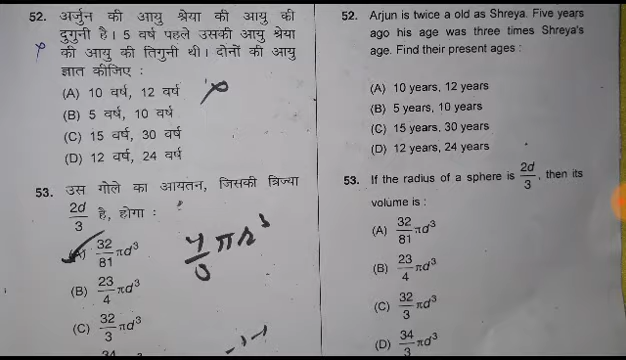 52. अर्जुन की आयु श्रेया की आयु की
दुगुनी है। 5 वर्ष पहले उसकी आयु श्रेया
की आयु की तिगुनी थी। दोनों की आयु
ज्ञात कीजिए :
(A) 10 वर्ष, 12 वर्ष
(B) 5 वर्ष, 10 वर्ष
(C) 15 वर्ष, 30 वर्ष
(D) 12 वर्ष, 24 वर्ष
53. उस गोले का आयतन, जिसकी त्रिज्या
2d/3 है, होगा :
(A) 32/81 πd³
(B) 23/4 πd³
(C) 32/3 πd³
34
52. Arjun is twice a old as Shreya. Five years
ago his age was three times Shreya's
age. Find their present ages :
(A) 10 years, 12 years
(B) 5 years, 10 years
(C) 15 years, 30 years
(D) 12 years, 24 years
53. If the radius of a sphere is 2d/3, then its
volume is :
(A) 32/81 πd³
(B) 23/4 πd³
(C) 32/3 πd³
(D) 34/3 πd³